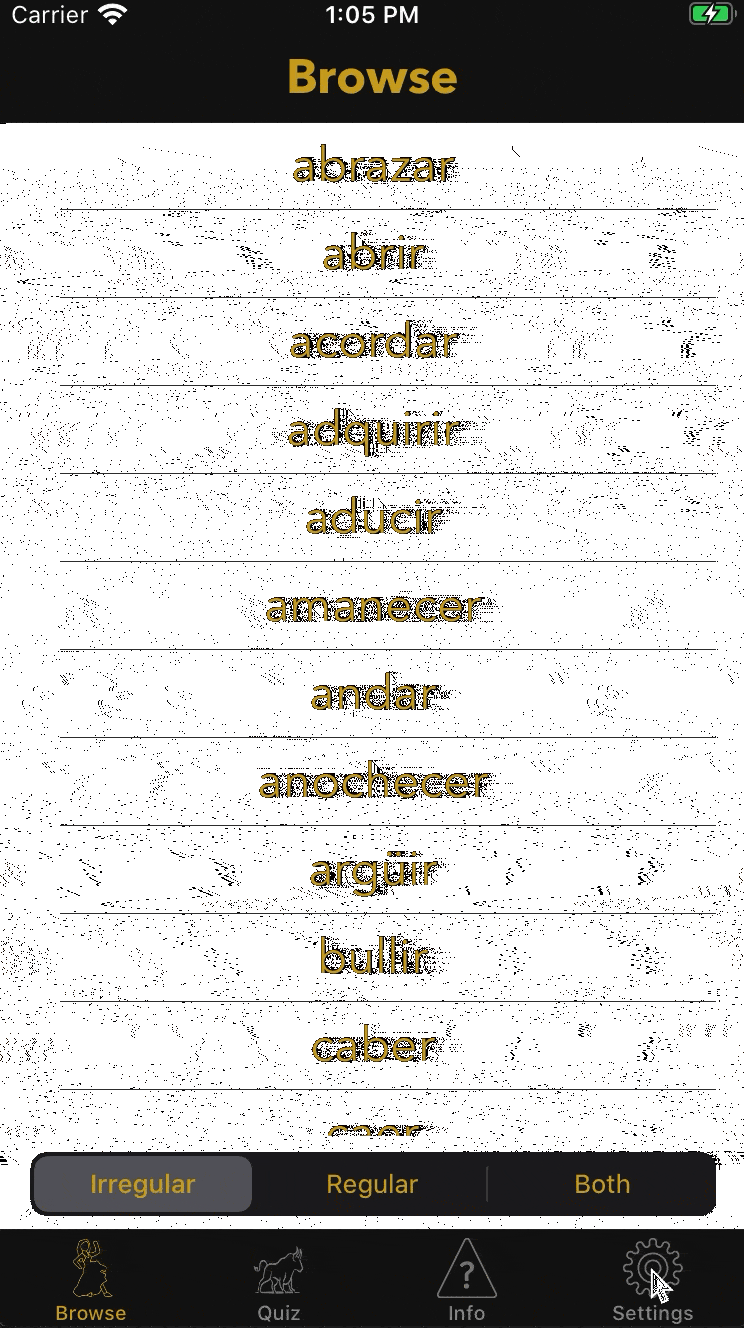 Carrier 1:05 PM
Browse
abrazar
abrir
acordar
adquirir
aducir
amanecer
andar
anochecer
argüir
bullir
caber
caer
Irregular Regular Both
?
Browse Quiz Info Settings